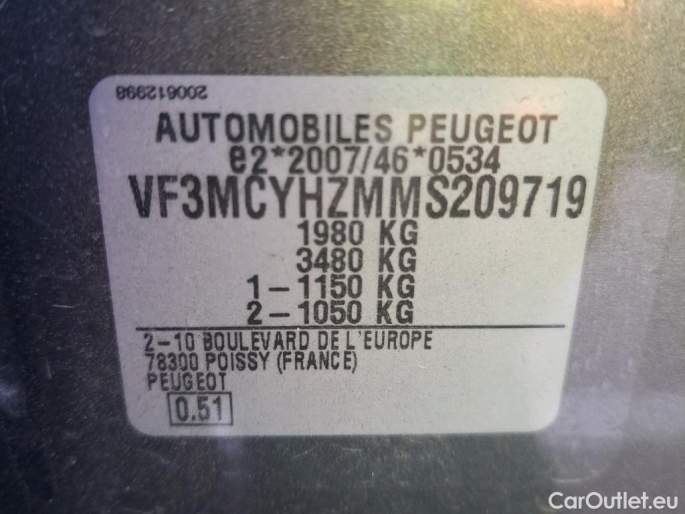 200612998
AUTOMOBILES PEUGEOT
e2*2007/46*0534
VF3MCYHZMMS209719
1980 KG
3480 KG
1-1150 KG
2-1050 KG
2-10 BOULEVARD DE L'EUROPE
78300 POISSY (FRANCE)
PEUGEOT
0.51
CarOutlet.eu